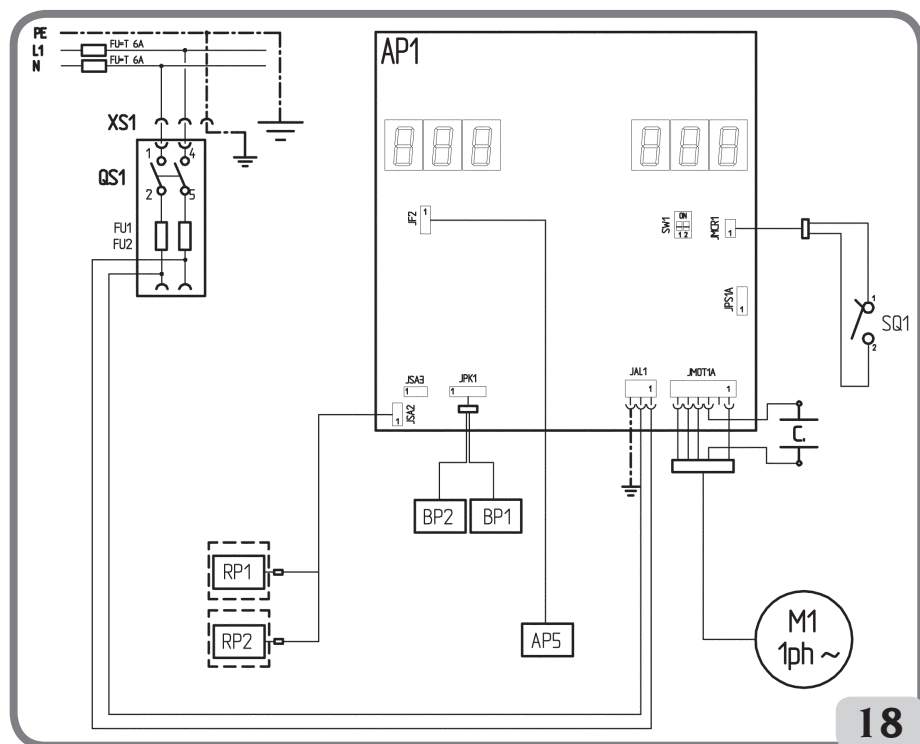 PE
L1 FU=T 6A
N FU=T 6A
AP1
XS1
1 4
QS1
2 5
FU1
FU2
JF2 1
SW1 ON 1 2
JMCR1 1
JPS1A 1
1
SQ1
2
JSA3 1
JPK1 1
JSA2 1
JAL1 1
JMOT1A 1
C.
BP2 BP1
RP1
RP2
AP5
M1
1ph ~
18